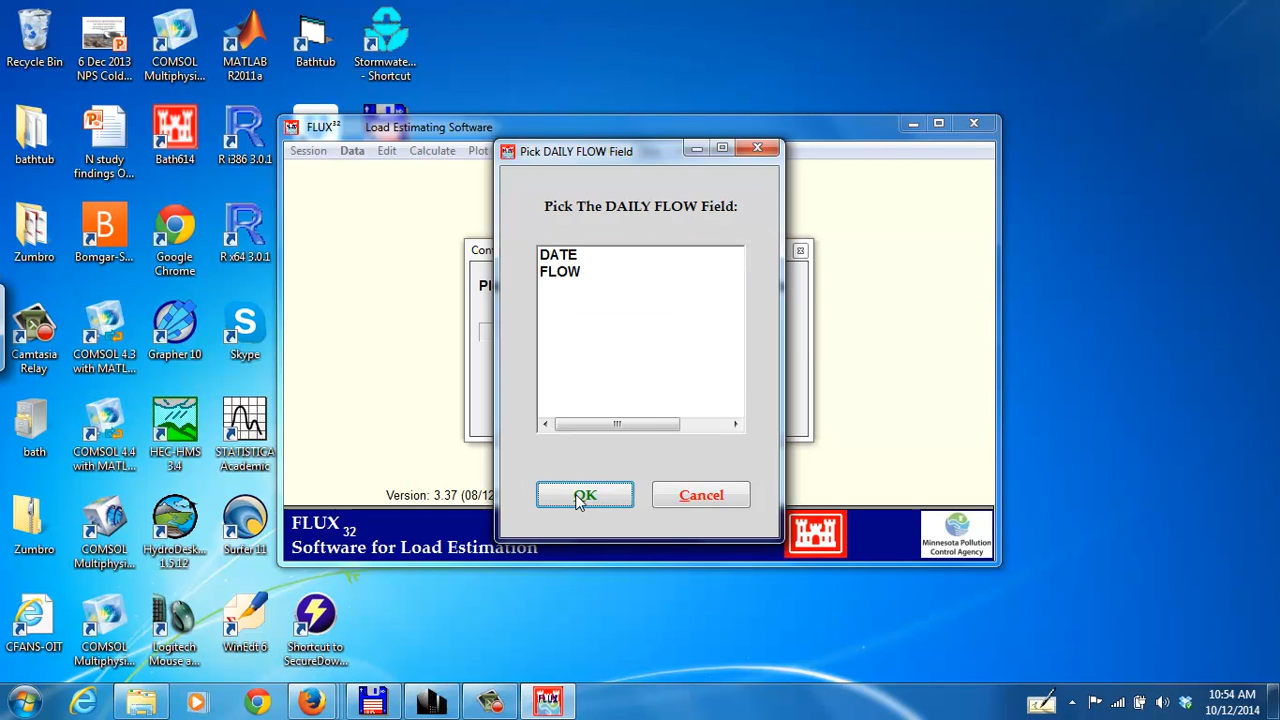 Recycle Bin
6 Dec 2013
NPS Cold...
COMSOL
Multiphysi...
MATLAB
R2011a
Bathtub
Stormwate...
- Shortcut
bathtub
N study
findings O...
Bath614
R i386 3.0.1
Zumbro
Bomgar-S...
Google
Chrome
R x64 3.0.1
Camtasia
Relay
COMSOL 4.3
with MATL...
Grapher 10
Skype
bath
COMSOL 4.4
with MATL...
HEC-HMS
3.4
STATISTICA
Academic
Zumbro
COMSOL
Multiphysi...
HydroDesk...
1.5.12
Surfer11
CFANS-OIT
COMSOL
Multiphysi...
Logitech
Mouse a...
WinEdt 6
Shortcut to
SecureDow...
FLUX32 Load Estimating Software
Session Data Edit Calculate Plot
Pick DAILY FLOW Field
Pick The DAILY FLOW Field:
DATE
FLOW
OK
Cancel
Version: 3.37 (08/12
FLUX 32
Software for Load Estimation
Minnesota Pollution
Control Agency
FLUX
10:54 AM
10/12/2014